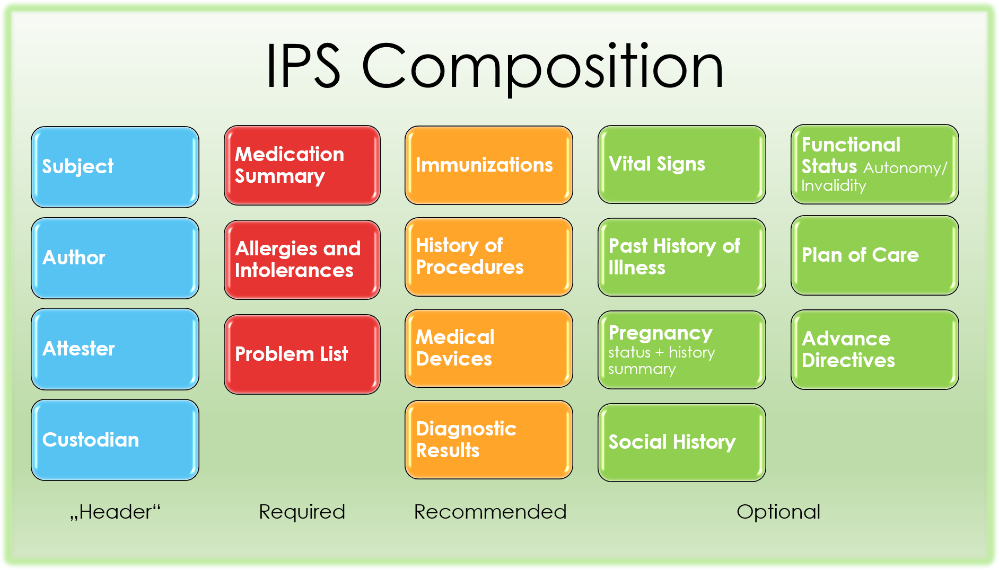 IPS Composition
Subject
Author
Attester
Custodian
„Header“
Medication
Summary
Allergies and
Intolerances
Problem List
Required
Immunizations
History of
Procedures
Medical
Devices
Diagnostic
Results
Recommended
Vital Signs
Past History of
Illness
Pregnancy
status + history
summary
Social History
Functional
Status Autonomy/
Invalidity
Plan of Care
Advance
Directives
Optional